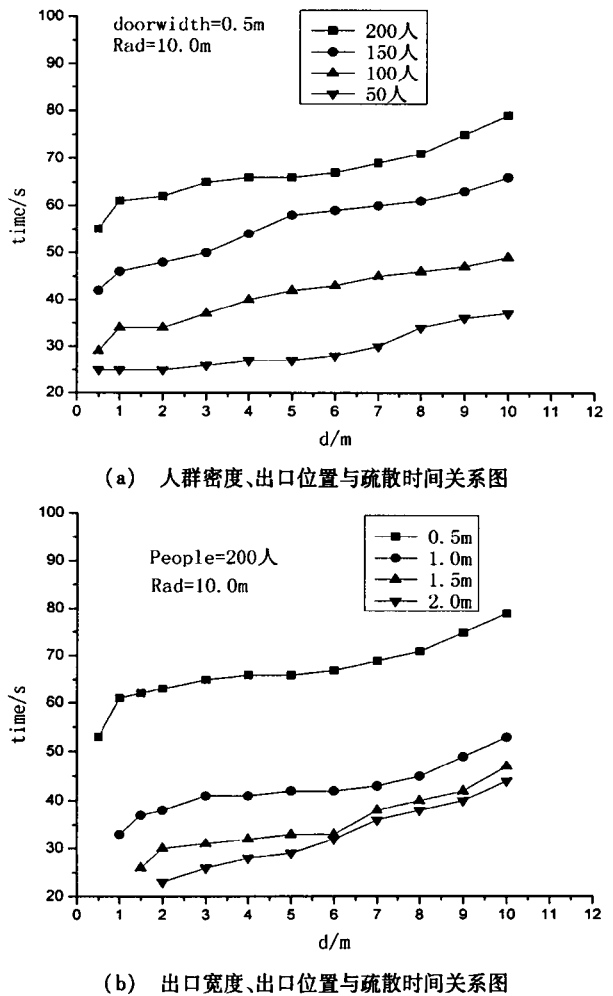 doorwidth=0.5m
Rad=10.0m
200人
150人
100人
50人
100
90
80
70
60
50
40
30
20
time/s
0 1 2 3 4 5 6 7 8 9 10 11 12
d/m
(a) 人群密度、出口位置与疏散时间关系图
People=200人
Rad=10.0m
0.5m
1.0m
1.5m
2.0m
100
90
80
70
60
50
40
30
20
time/s
0 1 2 3 4 5 6 7 8 9 10 11 12
d/m
(b) 出口宽度、出口位置与疏散时间关系图